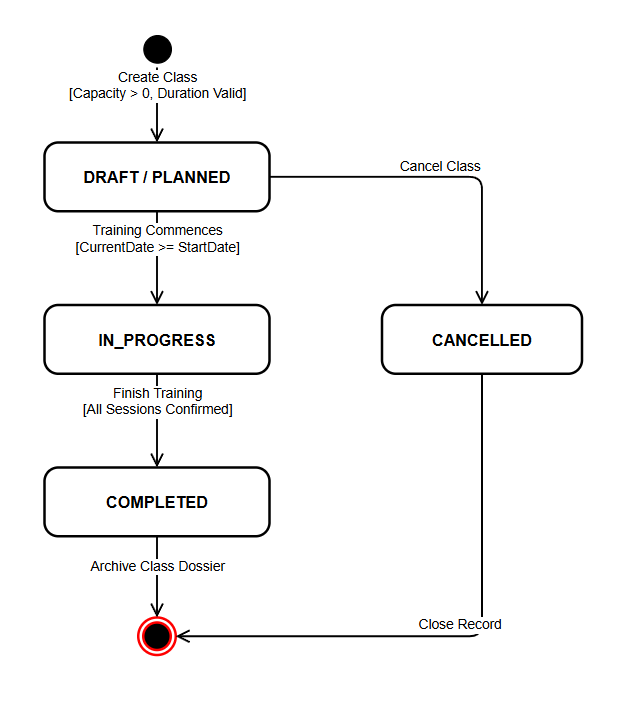 Create Class
[Capacity > 0, Duration Valid]
DRAFT / PLANNED
Cancel Class
Training Commences
[CurrentDate >= StartDate]
IN_PROGRESS
CANCELLED
Finish Training
[All Sessions Confirmed]
COMPLETED
Archive Class Dossier
Close Record